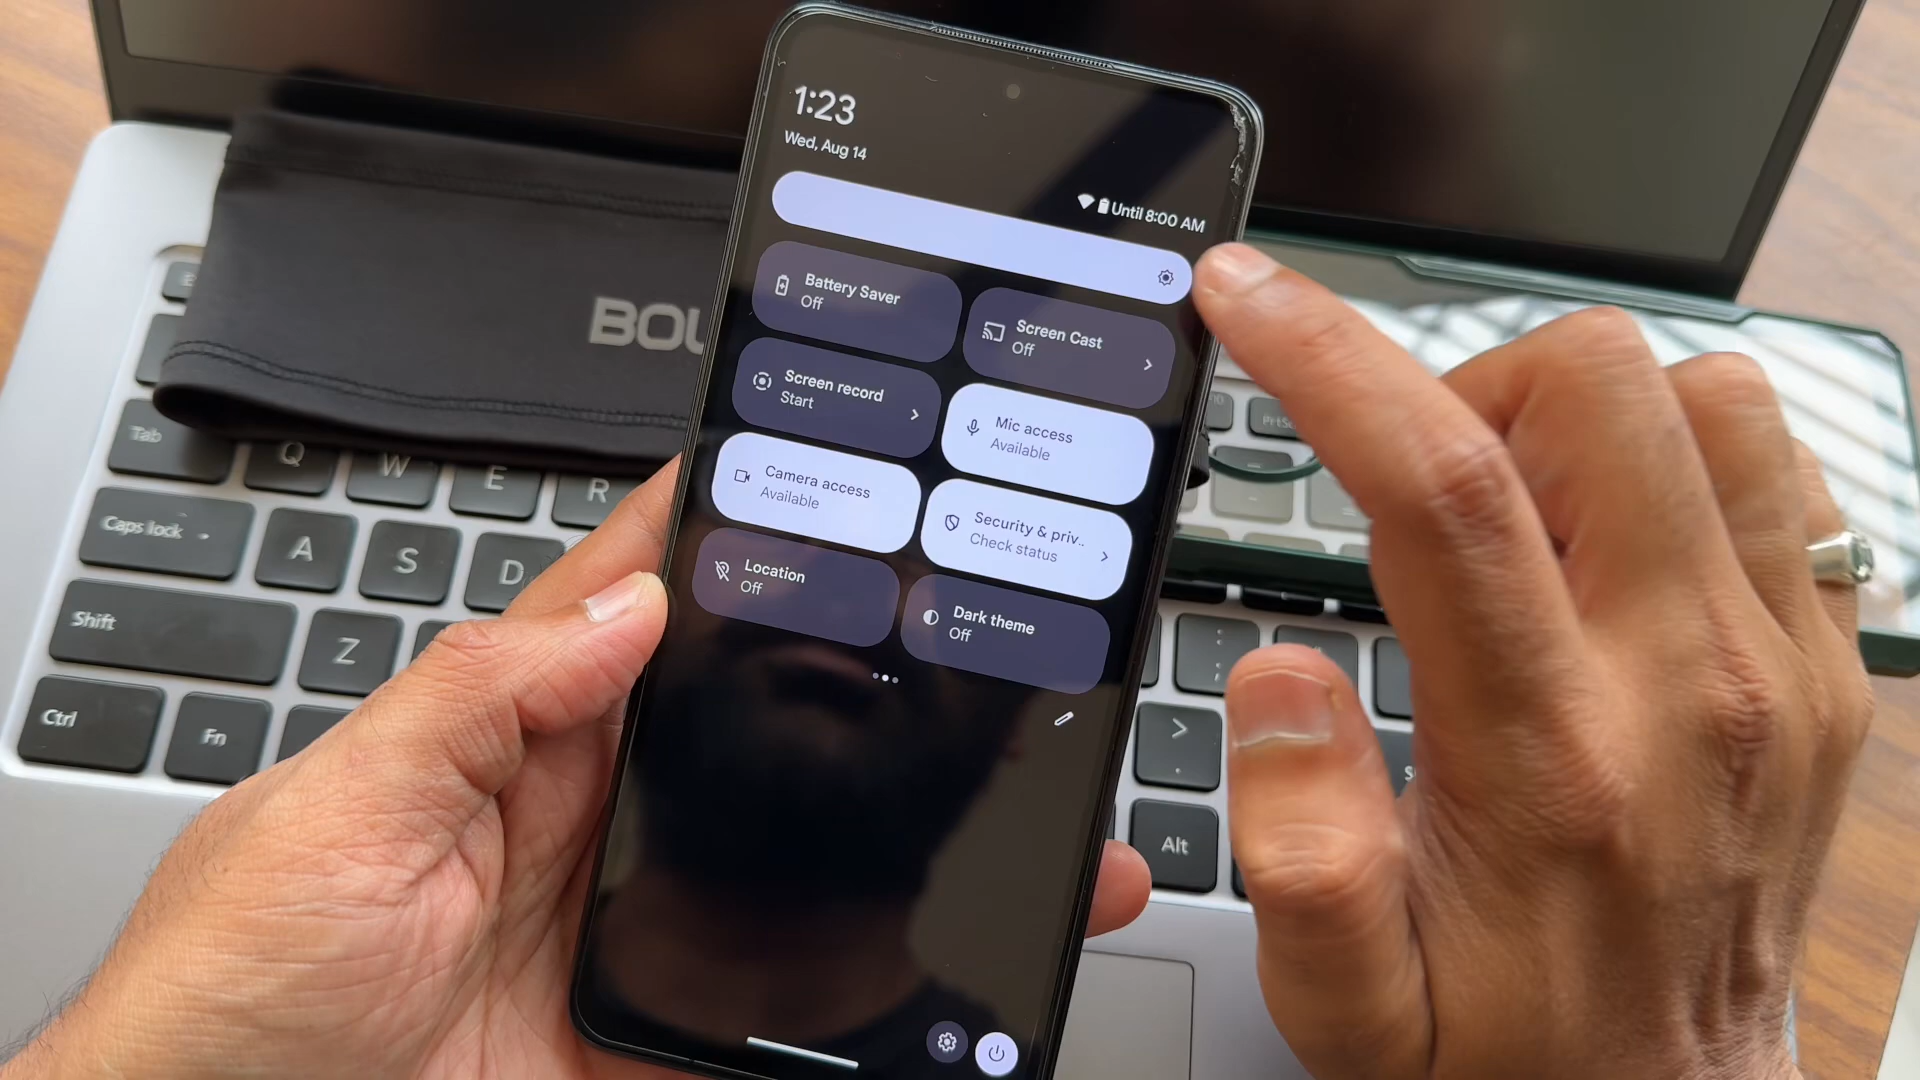 1:23
Wed, Aug 14
Until 8:00 AM
Battery Saver
Off
Screen Cast
Off
Screen record
Start
Mic access
Available
Camera access
Available
Security & priv..
Check status
Location
Off
Dark theme
Off
BOU
Tab
Q
W
E
R
Caps lock
A
S
D
Shift
Z
Ctrl
Fn
Alt